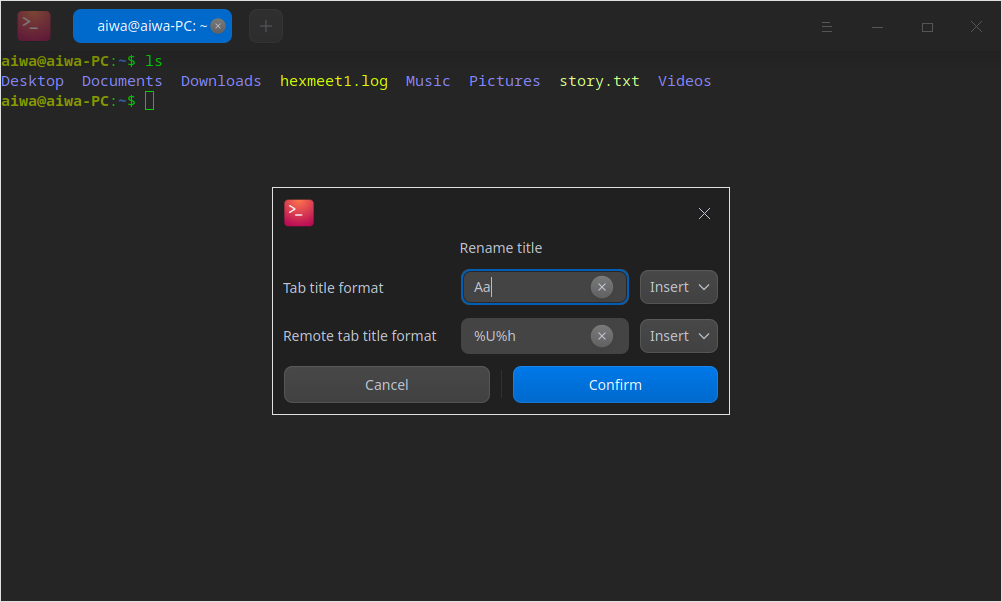 aiwa@aiwa-PC: ~
aiwa@aiwa-PC:~$ ls
Desktop Documents Downloads hexmeet1.log Music Pictures story.txt Videos
aiwa@aiwa-PC:~$
Rename title
Tab title format Aa Insert
Remote tab title format %U%h Insert
Cancel Confirm